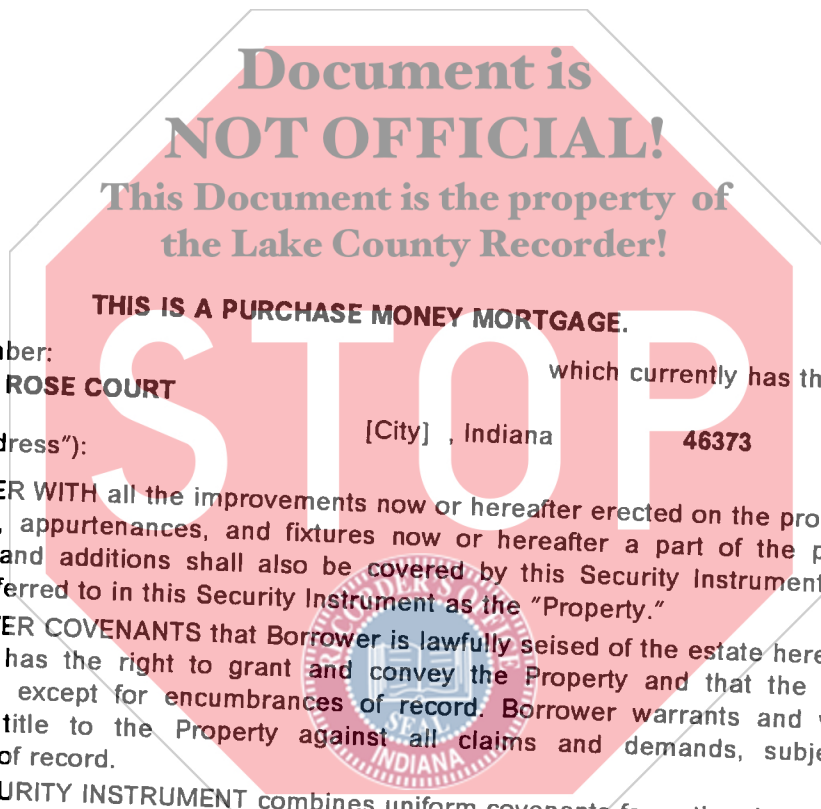 Document is
NOT OFFICIAL!
This Document is the property of
the Lake County Recorder!
THIS IS A PURCHASE MONEY MORTGAGE.
ber:
which currently has th
ROSE COURT
[City] , Indiana 46373
dress"):
ER WITH all the improvements now or hereafter erected on the pro
, appurtenances, and fixtures now or hereafter a part of the p
and additions shall also be covered by this Security Instrument
ferred to in this Security Instrument as the "Property."
ER COVENANTS that Borrower is lawfully seised of the estate here
has the right to grant and convey the Property and that the
except for encumbrances of record. Borrower warrants and
title to the Property against all claims and demands, subje
of record.
URITY INSTRUMENT combines uniform covenants
STOP
RECORDER'S OFFICE
SEAL
INDIANA